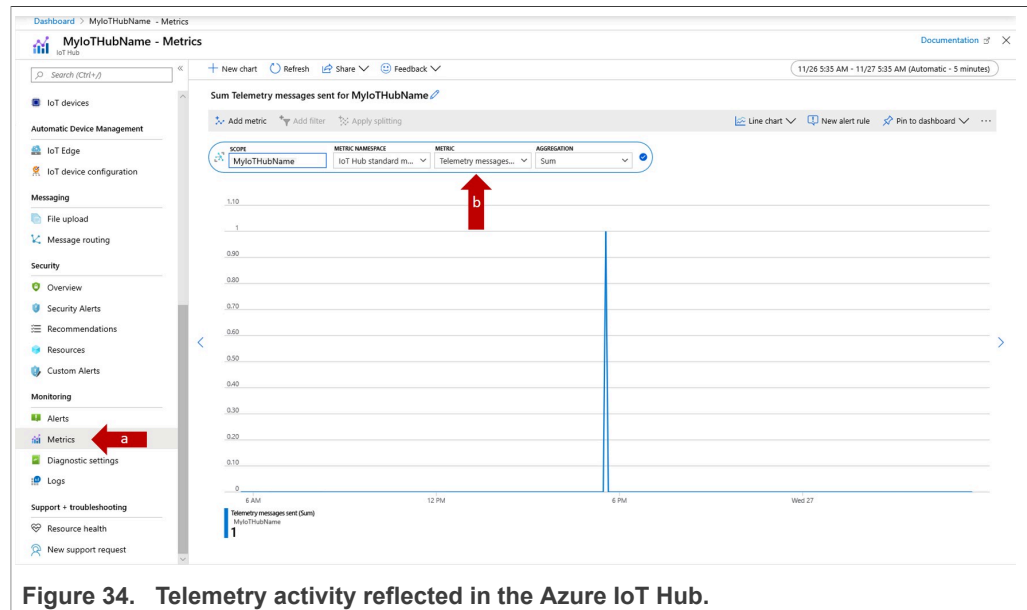 Dashboard > MyIoTHubName - Metrics
MyIoTHubName - Metrics
IoT Hub
Documentation
Search (Ctrl+/)
«
New chart Refresh Share Feedback
11/26 5:35 AM - 11/27 5:35 AM (Automatic - 5 minutes)
IoT devices
Automatic Device Management
IoT Edge
IoT device configuration
Messaging
File upload
Message routing
Security
Overview
Security Alerts
Recommendations
Resources
Custom Alerts
Monitoring
Alerts
Metrics
a
Diagnostic settings
Logs
Support + troubleshooting
Resource health
New support request
Sum Telemetry messages sent for MyIoTHubName
Add metric Add filter Apply splitting
Line chart New alert rule Pin to dashboard ...
SCOPE METRIC NAMESPACE METRIC AGGREGATION
MyIoTHubName IoT Hub standard m... Telemetry messages... Sum
b
1.10
1
0.90
0.80
0.70
0.60
0.50
0.40
0.30
0.20
0.10
0
6 AM 12 PM 6 PM Wed 27
Telemetry messages sent (Sum)
MyIoTHubName
1
Figure 34. Telemetry activity reflected in the Azure IoT Hub.